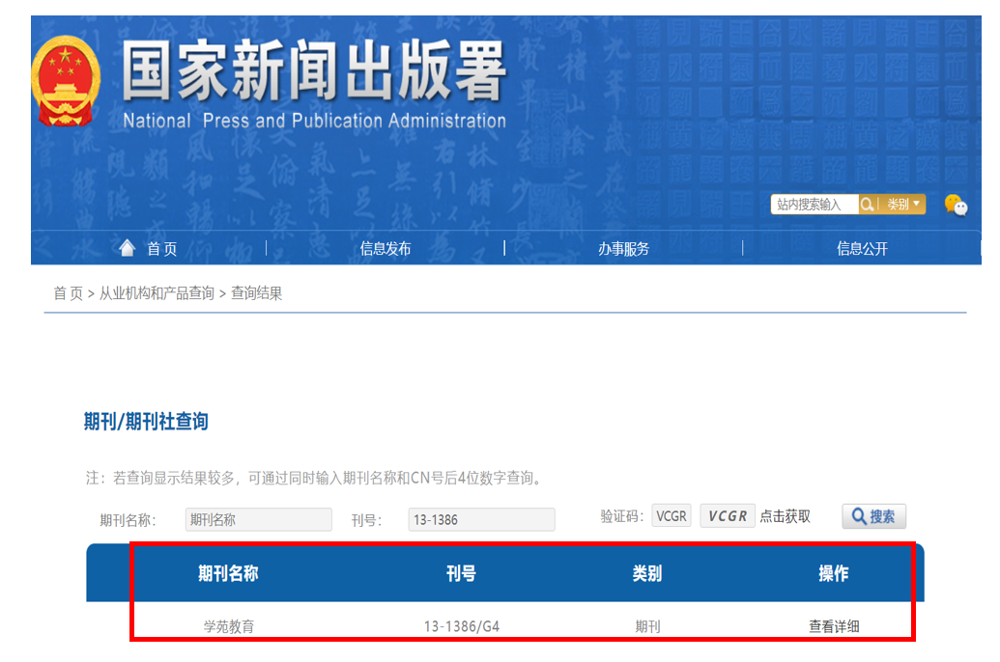 国家新闻出版署
National Press and Publication Administration
站内搜索输入 类别
首页 信息发布 办事服务 信息公开
首页 > 从业机构和产品查询 > 查询结果
期刊/期刊社查询
注：若查询显示结果较多，可通过同时输入期刊名称和CN号后4位数字查询。
期刊名称： 期刊名称 刊号： 13-1386 验证码： VCGR VCGR 点击获取 搜索
期刊名称 刊号 类别 操作
学苑教育 13-1386/G4 期刊 查看详细